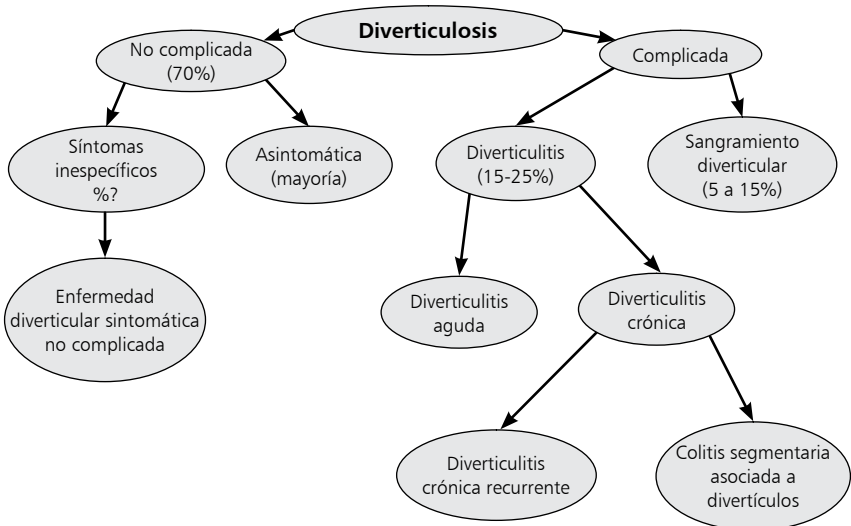 Diverticulosis
No complicada
(70%)
Complicada
Síntomas
inespecíficos
%?
Asintomática
(mayoría)
Diverticulitis
(15-25%)
Sangramiento
diverticular
(5 a 15%)
Enfermedad
diverticular sintomática
no complicada
Diverticulitis
aguda
Diverticulitis
crónica
Diverticulitis
crónica recurrente
Colitis segmentaria
asociada a
divertículos